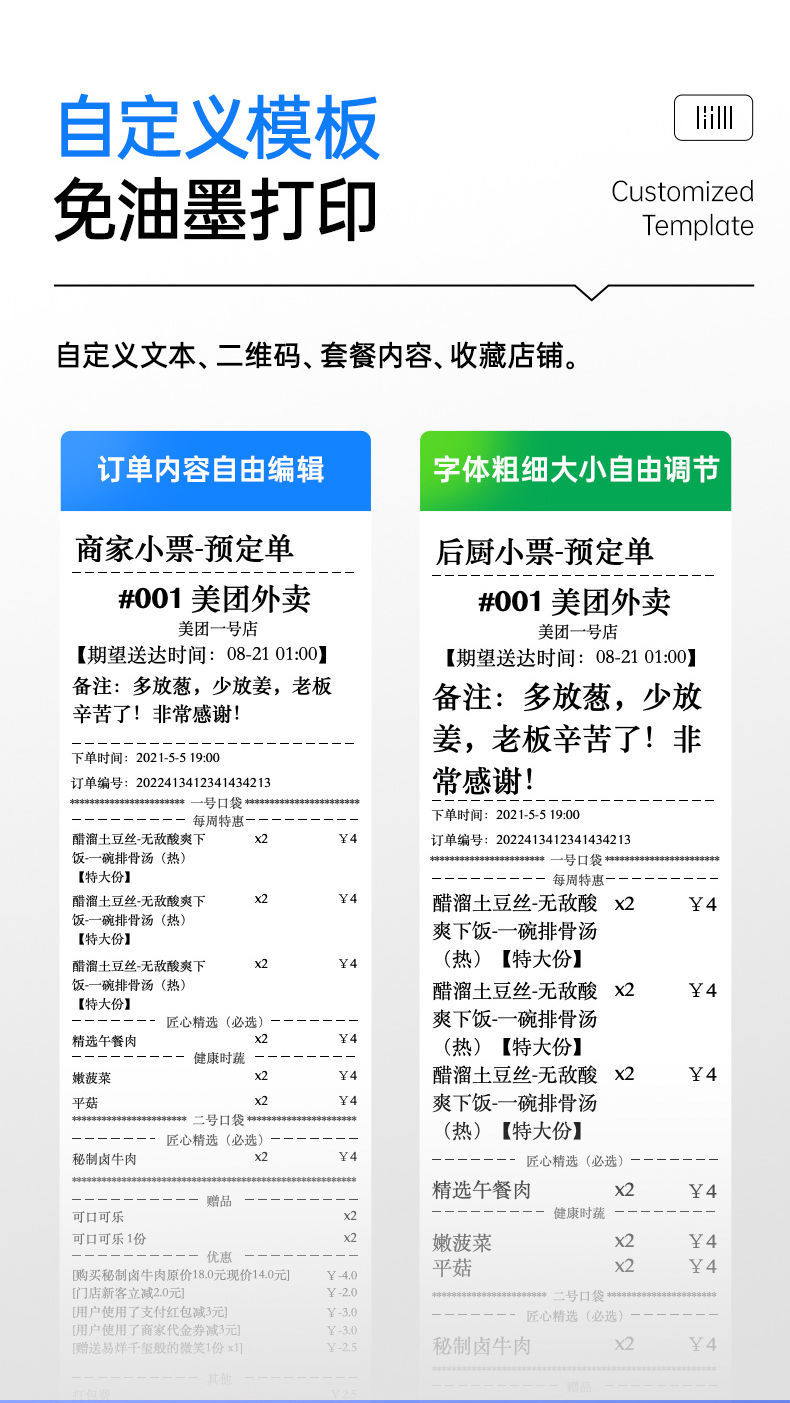 自定义模板
免油墨打印
Customized
Template
自定义文本、二维码、套餐内容、收藏店铺。
订单内容自由编辑
商家小票-预定单
#001 美团外卖
美团一号店
【期望送达时间：08-21 01:00】
备注：多放葱，少放姜，老板
辛苦了！非常感谢！
下单时间：2021-5-5 19:00
订单编号：2022413412341434213
*********************** 一号口袋 ***********************
每周特惠
醋溜土豆丝-无敌酸爽下 x2 ￥4
饭-一碗排骨汤（热）
【特大份】
醋溜土豆丝-无敌酸爽下 x2 ￥4
饭-一碗排骨汤（热）
【特大份】
醋溜土豆丝-无敌酸爽下 x2 ￥4
饭-一碗排骨汤（热）
【特大份】
匠心精选（必选）
精选午餐肉 x2 ￥4
健康时蔬
嫩菠菜 x2 ￥4
平菇 x2 ￥4
*********************** 二号口袋 ***********************
匠心精选（必选）
秘制卤牛肉 x2 ￥4
赠品
可口可乐 x2
可口可乐 1份 x2
优惠
[购买秘制卤牛肉原价18.0元现价14.0元] ￥-4.0
[门店新客立减2.0元] ￥-2.0
[用户使用了支付红包减3元] ￥-3.0
[用户使用了商家代金券减3元] ￥-3.0
[赠送易烊千玺般的微笑1份 x1] ￥-2.5
其他
打包费 ￥2.5
字体粗细大小自由调节
后厨小票-预定单
#001 美团外卖
美团一号店
【期望送达时间：08-21 01:00】
备注：多放葱，少放
姜，老板辛苦了！非
常感谢！
下单时间：2021-5-5 19:00
订单编号：2022413412341434213
*********************** 一号口袋 ***********************
每周特惠
醋溜土豆丝-无敌酸 x2 ￥4
爽下饭-一碗排骨汤
（热）【特大份】
醋溜土豆丝-无敌酸 x2 ￥4
爽下饭-一碗排骨汤
（热）【特大份】
醋溜土豆丝-无敌酸 x2 ￥4
爽下饭-一碗排骨汤
（热）【特大份】
匠心精选（必选）
精选午餐肉 x2 ￥4
健康时蔬
嫩菠菜 x2 ￥4
平菇 x2 ￥4
*********************** 二号口袋 ***********************
匠心精选（必选）
秘制卤牛肉 x2 ￥4
赠品